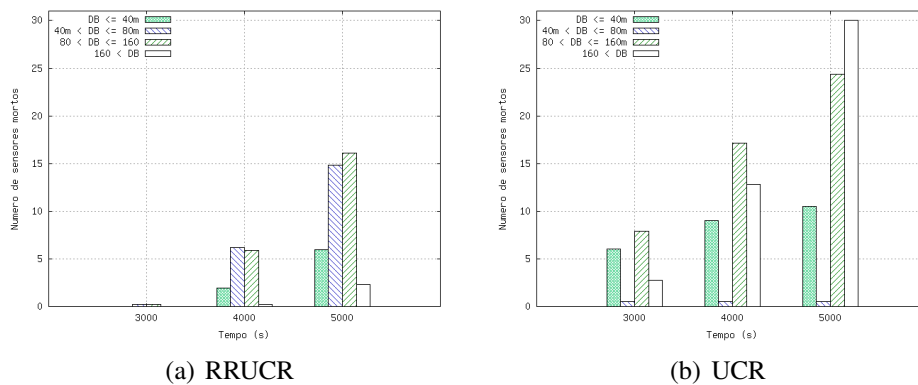 DB <= 40m
40m < DB <= 80m
80 < DB <= 160
160 < DB
30
25
20
15
10
5
0
Numero de sensores mortos
3000
4000
5000
Tempo (s)
(a) RRUCR
DB <= 40m
40m < DB <= 80m
80 < DB <= 160m
160 < DB
30
25
20
15
10
5
0
Numero de sensores mortos
3000
4000
5000
Tempo (s)
(b) UCR